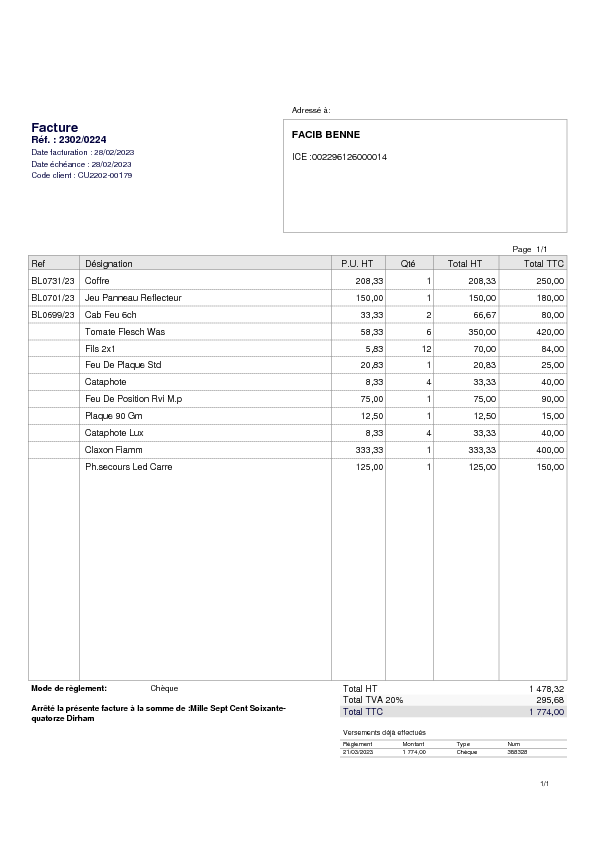 Adressé à:
Facture
Réf. : 2302/0224
Date facturation : 28/02/2023
Date échéance : 28/02/2023
Code client : CU2202-00179
FACIB BENNE
ICE :002296126000014
Page 1/1
Ref Désignation P.U. HT Qté Total HT Total TTC
BL0731/23 Coffre 208,33 1 208,33 250,00
BL0701/23 Jeu Panneau Reflecteur 150,00 1 150,00 180,00
BL0699/23 Cab Feu 6ch 33,33 2 66,67 80,00
Tomate Flesch Was 58,33 6 350,00 420,00
Fils 2x1 5,83 12 70,00 84,00
Feu De Plaque Std 20,83 1 20,83 25,00
Cataphote 8,33 4 33,33 40,00
Feu De Position Rvi M.p 75,00 1 75,00 90,00
Plaque 90 Gm 12,50 1 12,50 15,00
Cataphote Lux 8,33 4 33,33 40,00
Claxon Fiamm 333,33 1 333,33 400,00
Ph.secours Led Carre 125,00 1 125,00 150,00
Mode de règlement: Chèque
Arrêté la présente facture à la somme de :Mille Sept Cent Soixante-
quatorze Dirham
Total HT 1 478,32
Total TVA 20% 295,68
Total TTC 1 774,00
Versements déjà effectués
Règlement Montant Type Num
21/03/2023 1 774,00 Chèque 388328
1/1